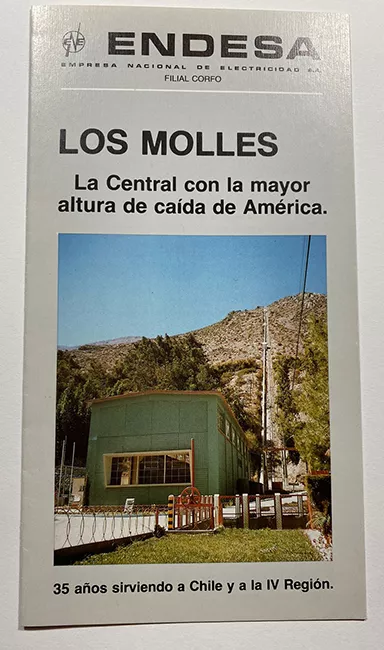 ENDESA
EMPRESA NACIONAL DE ELECTRICIDAD S.A.
FILIAL CORFO
LOS MOLLES
La Central con la mayor
altura de caída de América.
35 años sirviendo a Chile y a la IV Región.